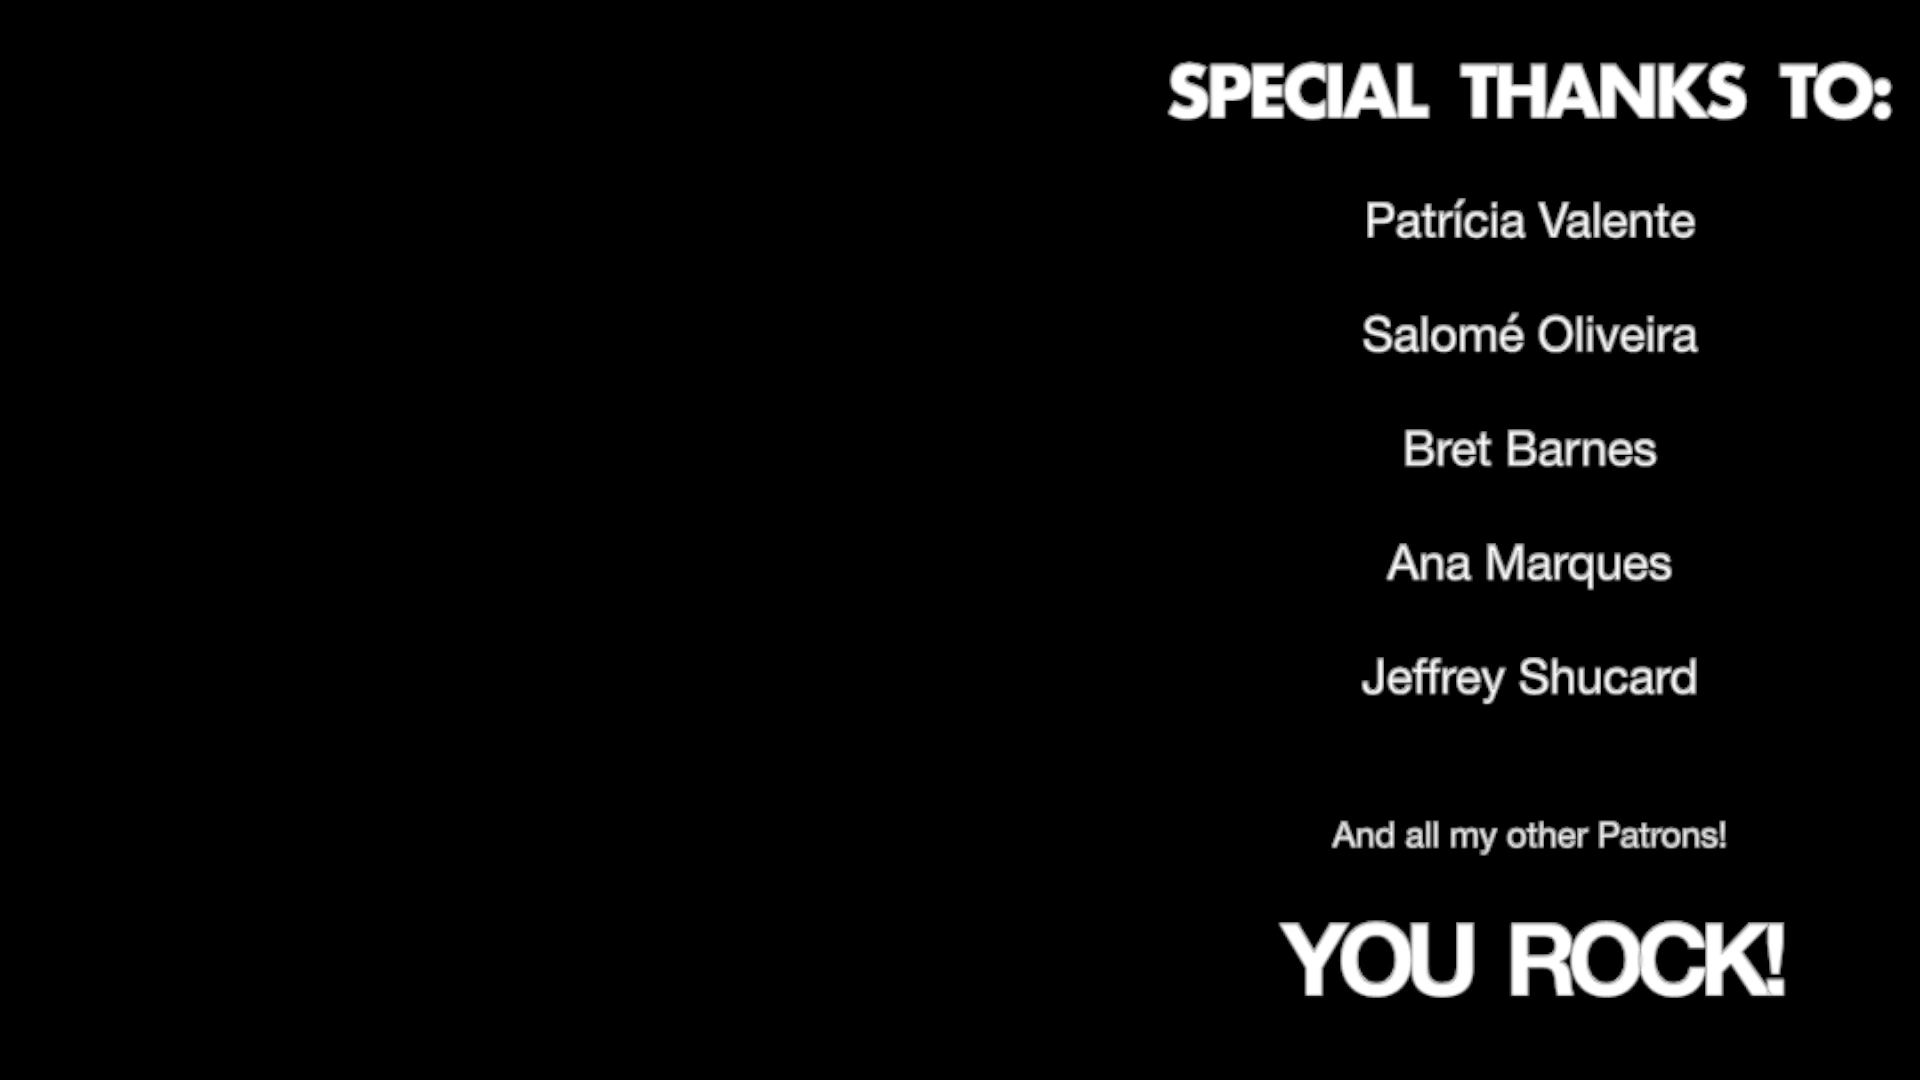 SPECIAL THANKS TO:
Patrícia Valente
Salomé Oliveira
Bret Barnes
Ana Marques
Jeffrey Shucard
And all my other Patrons!
YOU ROCK!